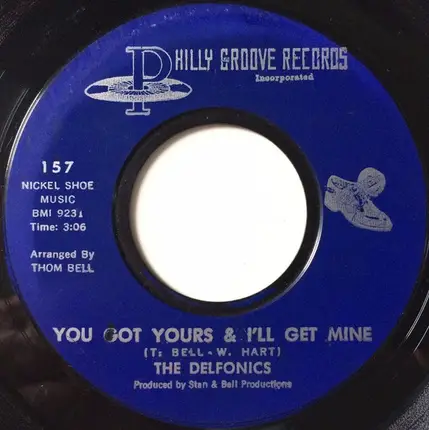 PHILLY GROOVE RECORDS
Incorporated
157
NICKEL SHOE
MUSIC
BMI 9231
Time: 3:06
Arranged By
THOM BELL
YOU GOT YOURS & I'LL GET MINE
(T: BELL - W. HART)
THE DELFONICS
Produced by Stan & Bell Productions